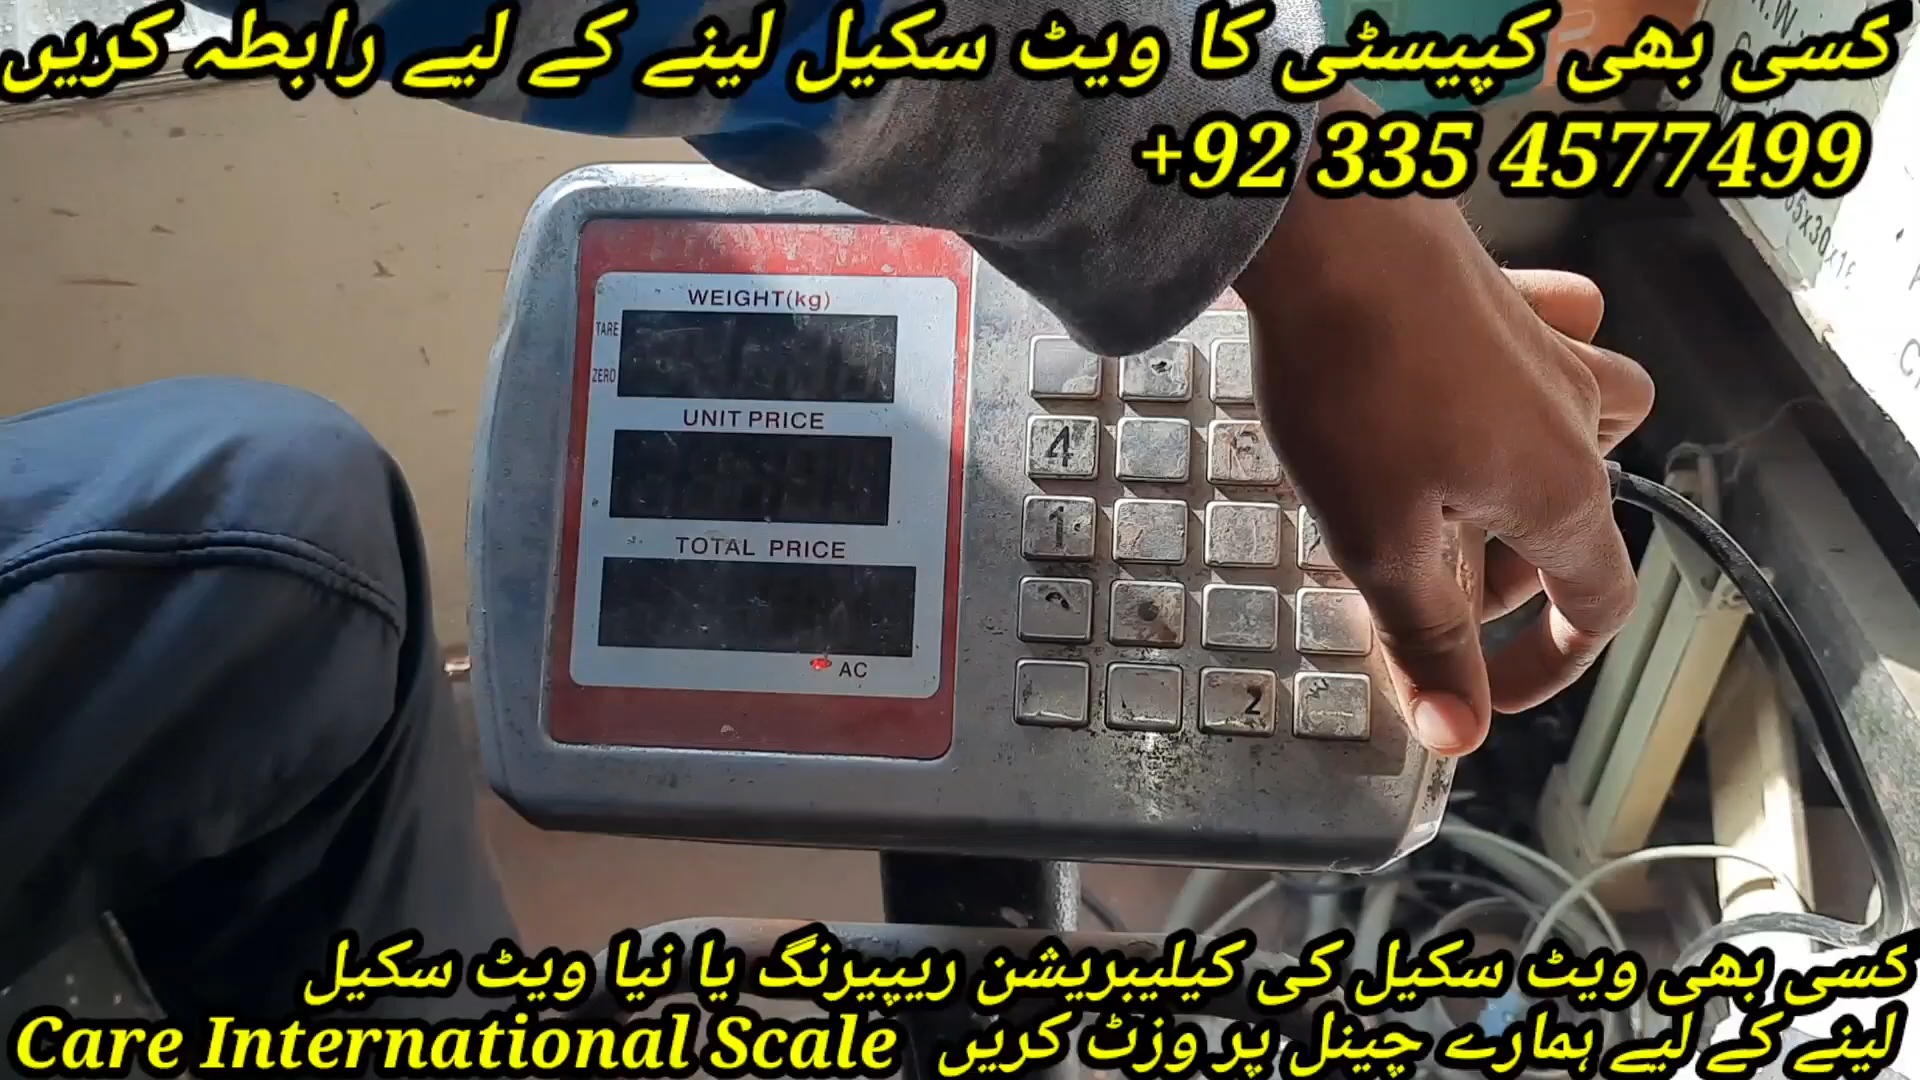 کسی بھی کپیسٹی کا ویٹ سکیل لینے کے لیے رابطہ کریں
+92 335 4577499
WEIGHT(kg)
TARE
ZERO
UNIT PRICE
TOTAL PRICE
AC
4
1
2
65x30x15
کسی بھی ویٹ سکیل کی کیلیبریشن ریپیرنگ یا نیا ویٹ سکیل
لینے کے لیے ہمارے چینل پر وزٹ کریں Care International Scale